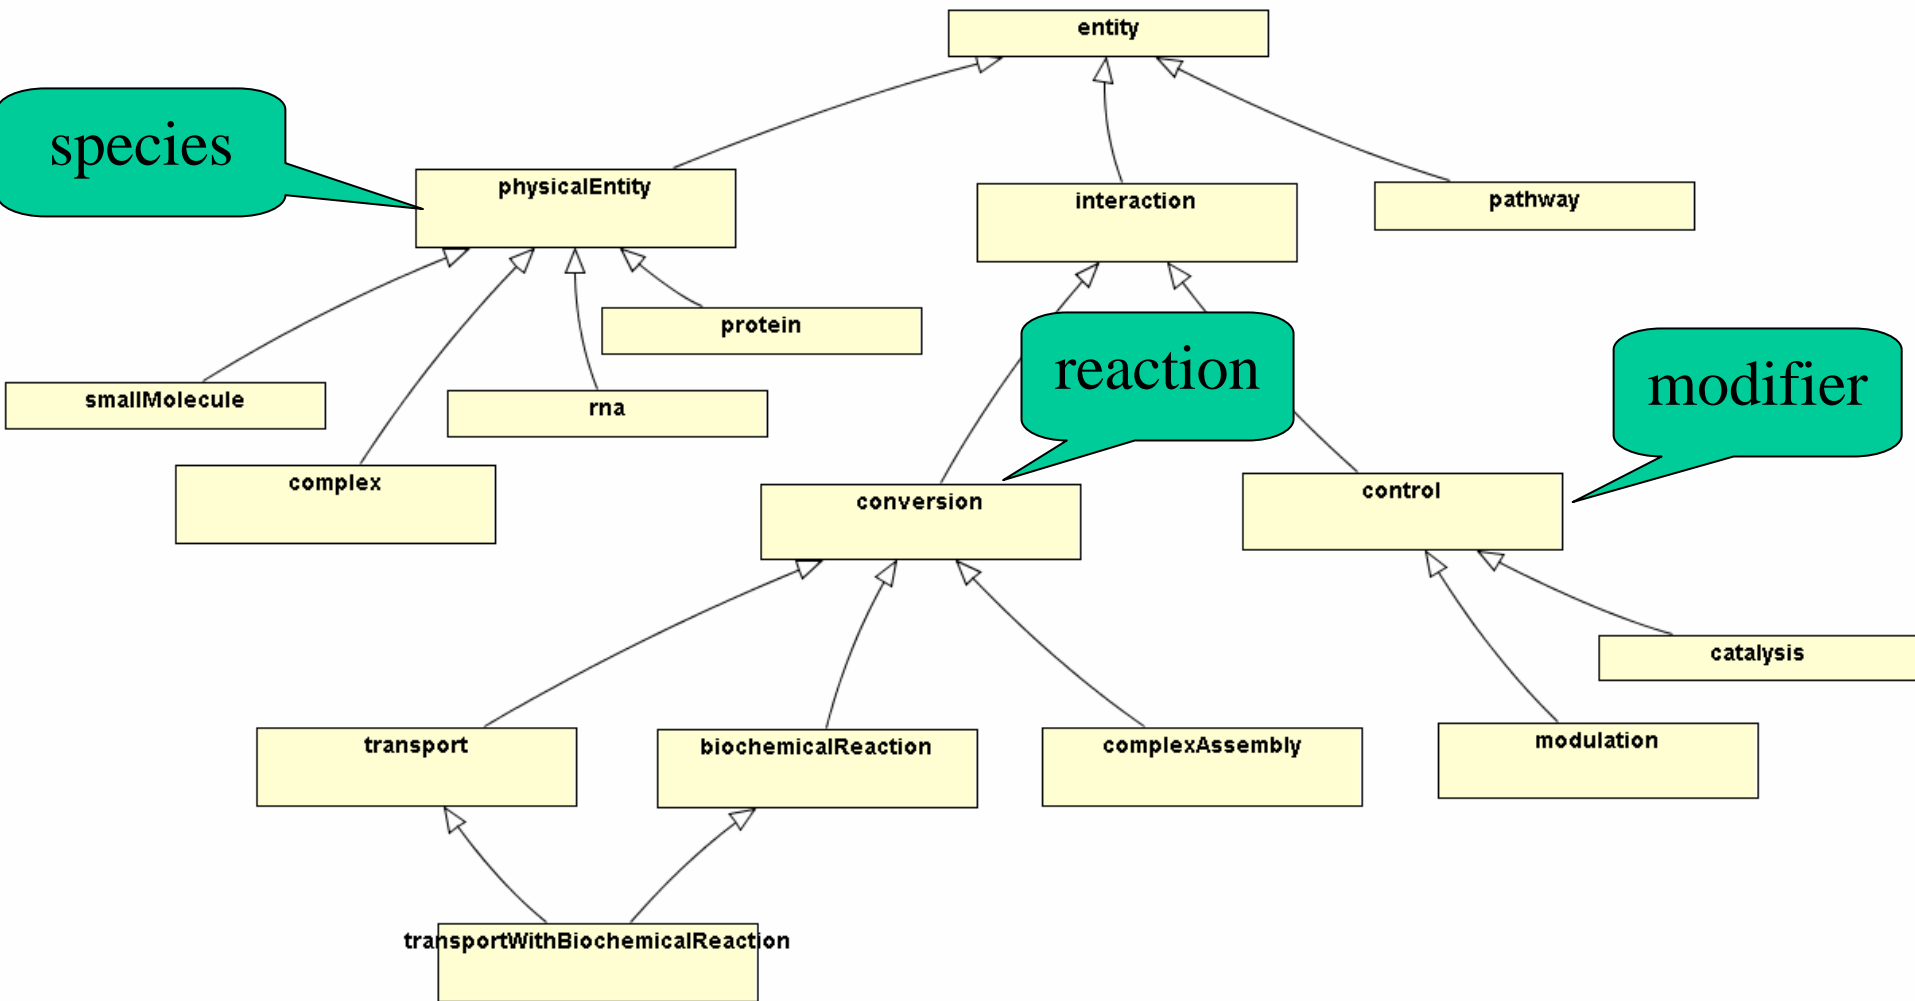 entity
species
physicalEntity
interaction
pathway
protein
reaction
modifier
smallMolecule
rna
complex
conversion
control
catalysis
transport
biochemicalReaction
complexAssembly
modulation
transportWithBiochemicalReaction